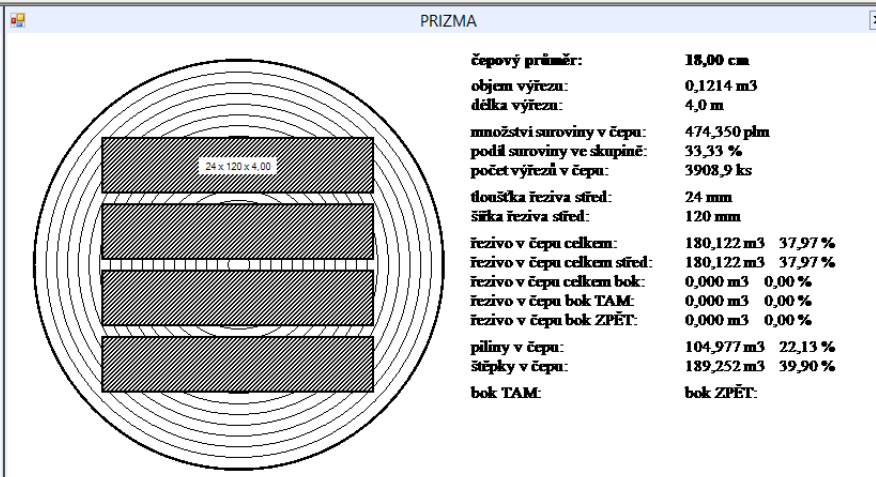 PRIZMA
24 x 120 x 4,00
čepový průměr: 18,00 cm
objem výřezu: 0,1214 m3
délka výřezu: 4,0 m
množství suroviny v čepu: 474,350 plm
podíl suroviny ve skupině: 33,33 %
počet výřezů v čepu: 3908,9 ks
tloušťka řeziva střed: 24 mm
šířka řeziva střed: 120 mm
řezivo v čepu celkem: 180,122 m3 37,97 %
řezivo v čepu celkem střed: 180,122 m3 37,97 %
řezivo v čepu celkem bok: 0,000 m3 0,00 %
řezivo v čepu bok TAM: 0,000 m3 0,00 %
řezivo v čepu bok ZPĚT: 0,000 m3 0,00 %
piliny v čepu: 104,977 m3 22,13 %
štěpky v čepu: 189,252 m3 39,90 %
bok TAM: bok ZPĚT: